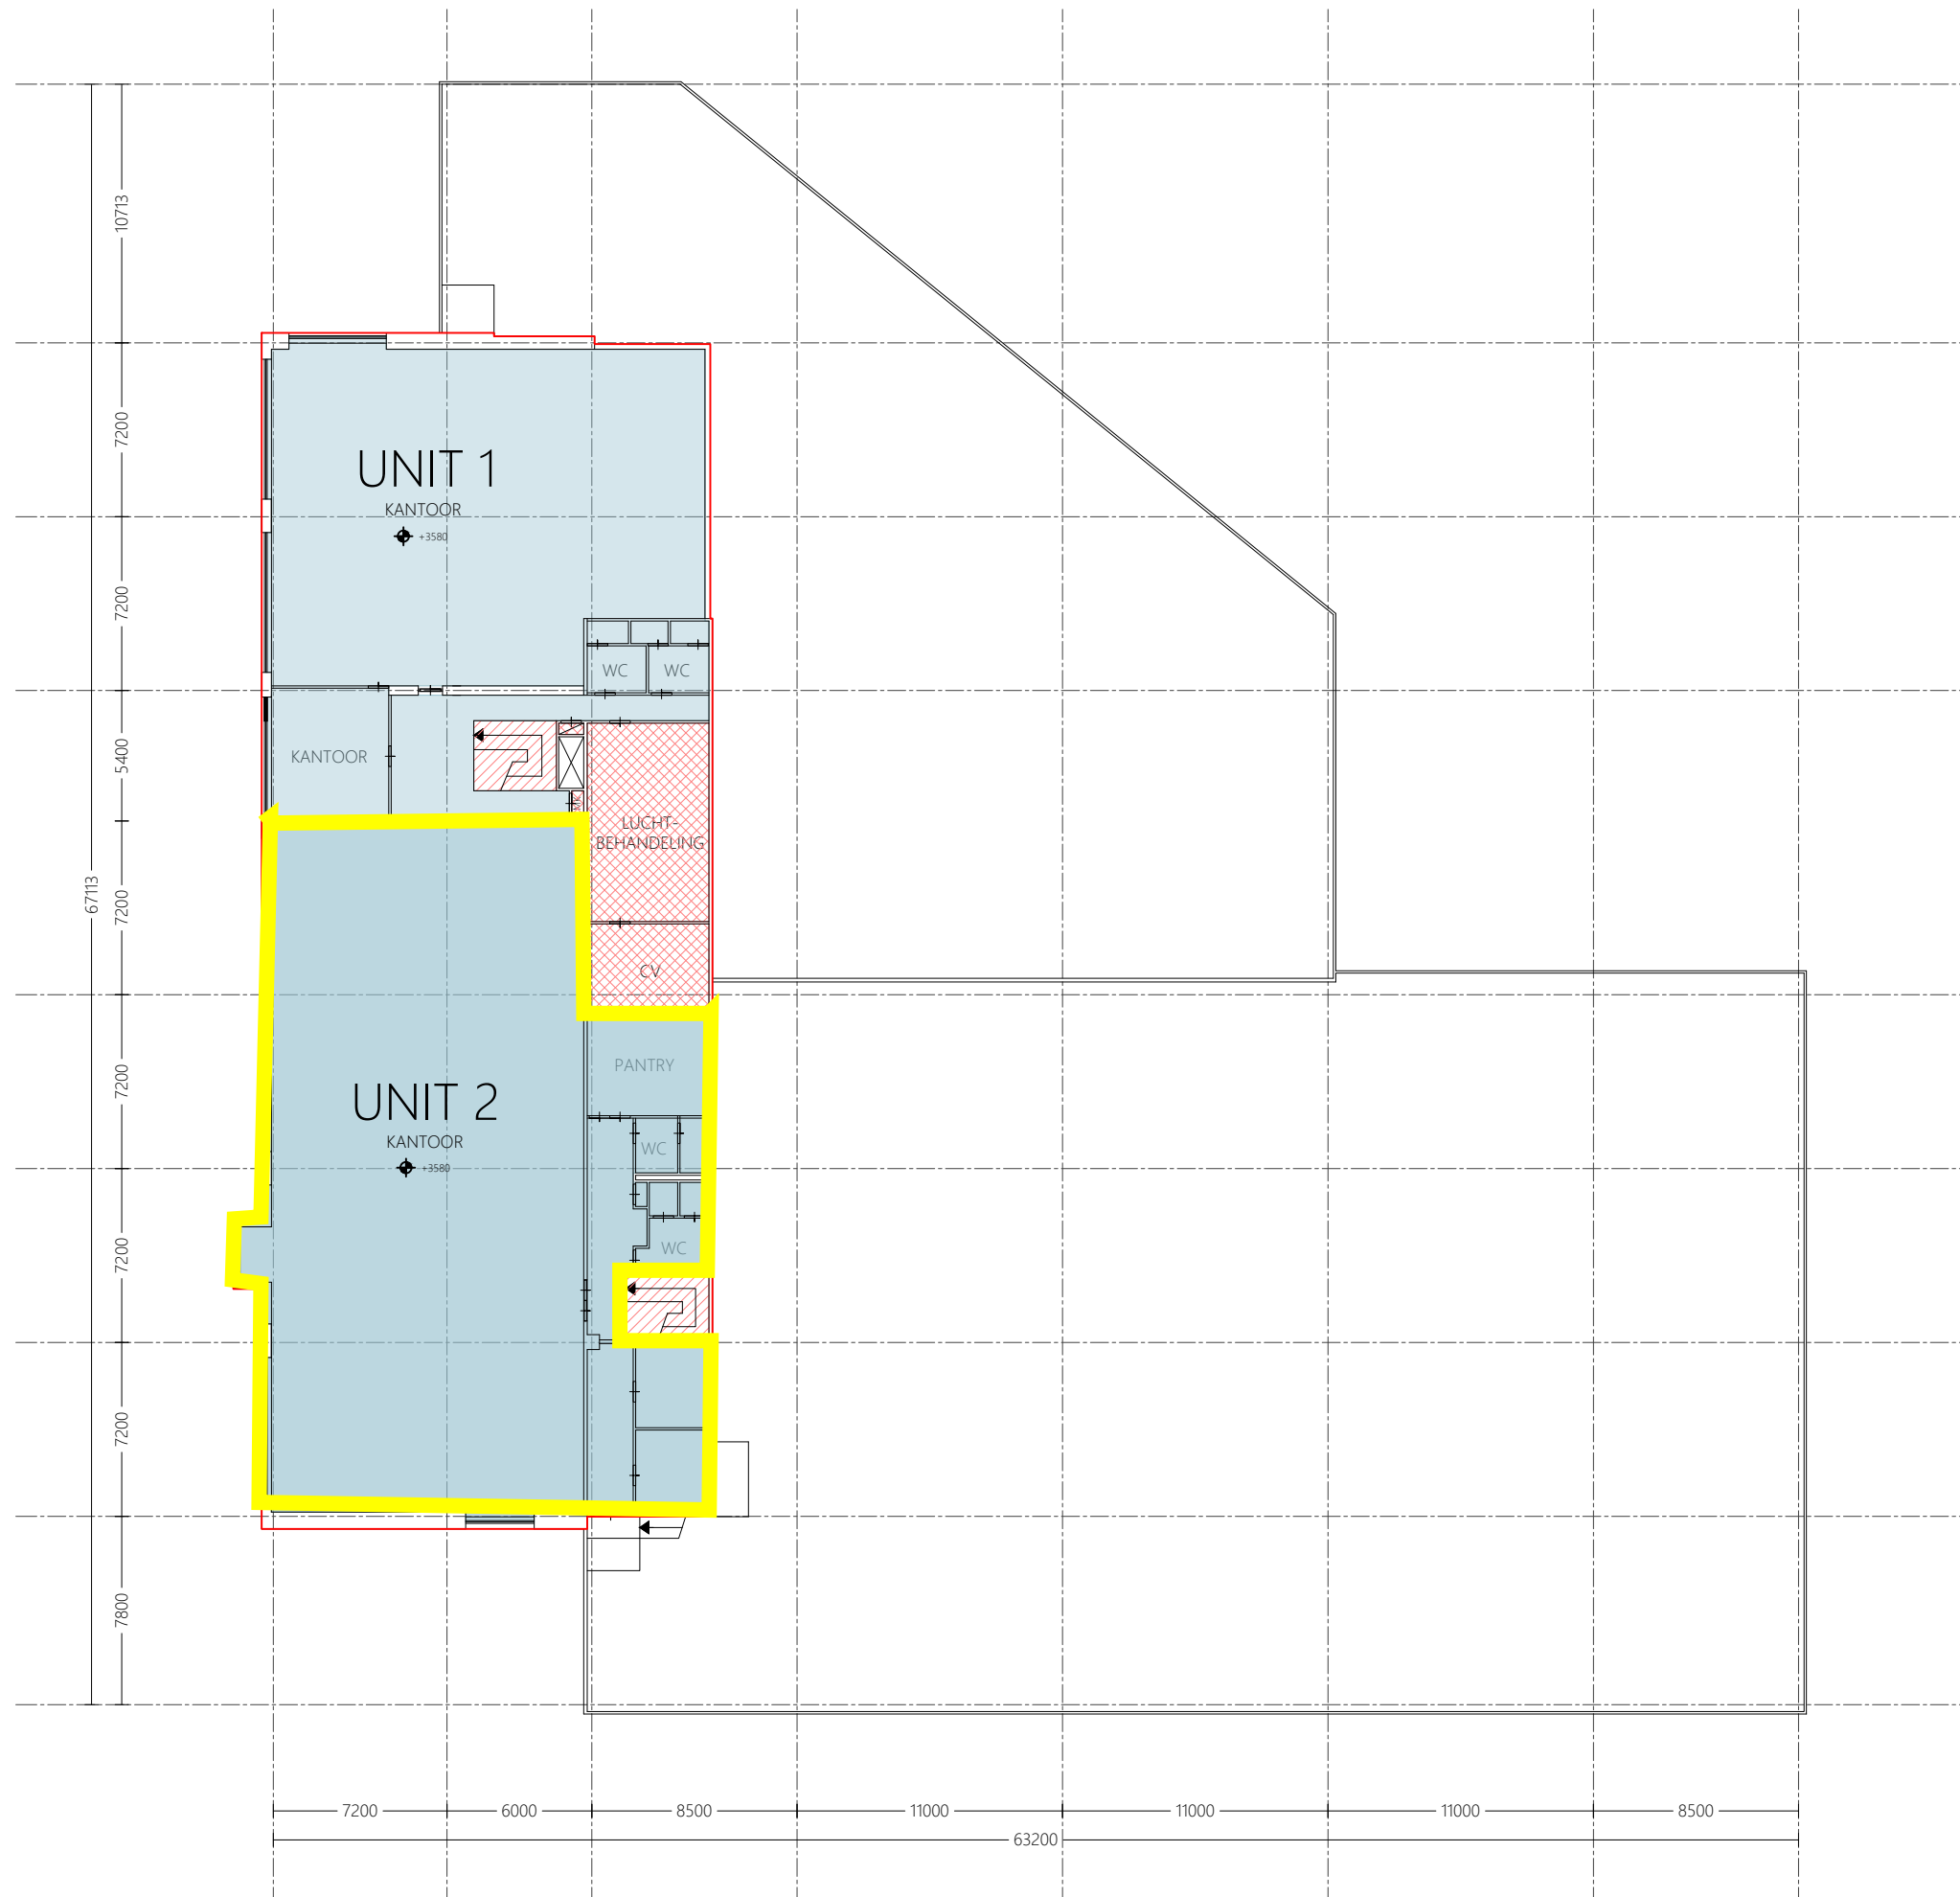 10713
7200
UNIT 1
KANTOOR
+3580
7200
WC WC
5400
KANTOOR
MK
LUCHT-
BEHANDELING
67113
7200
CV
PANTRY
7200
UNIT 2
KANTOOR
+3580
WC
7200
WC
7200
7800
7200 6000 8500 11000 11000 11000 8500
63200